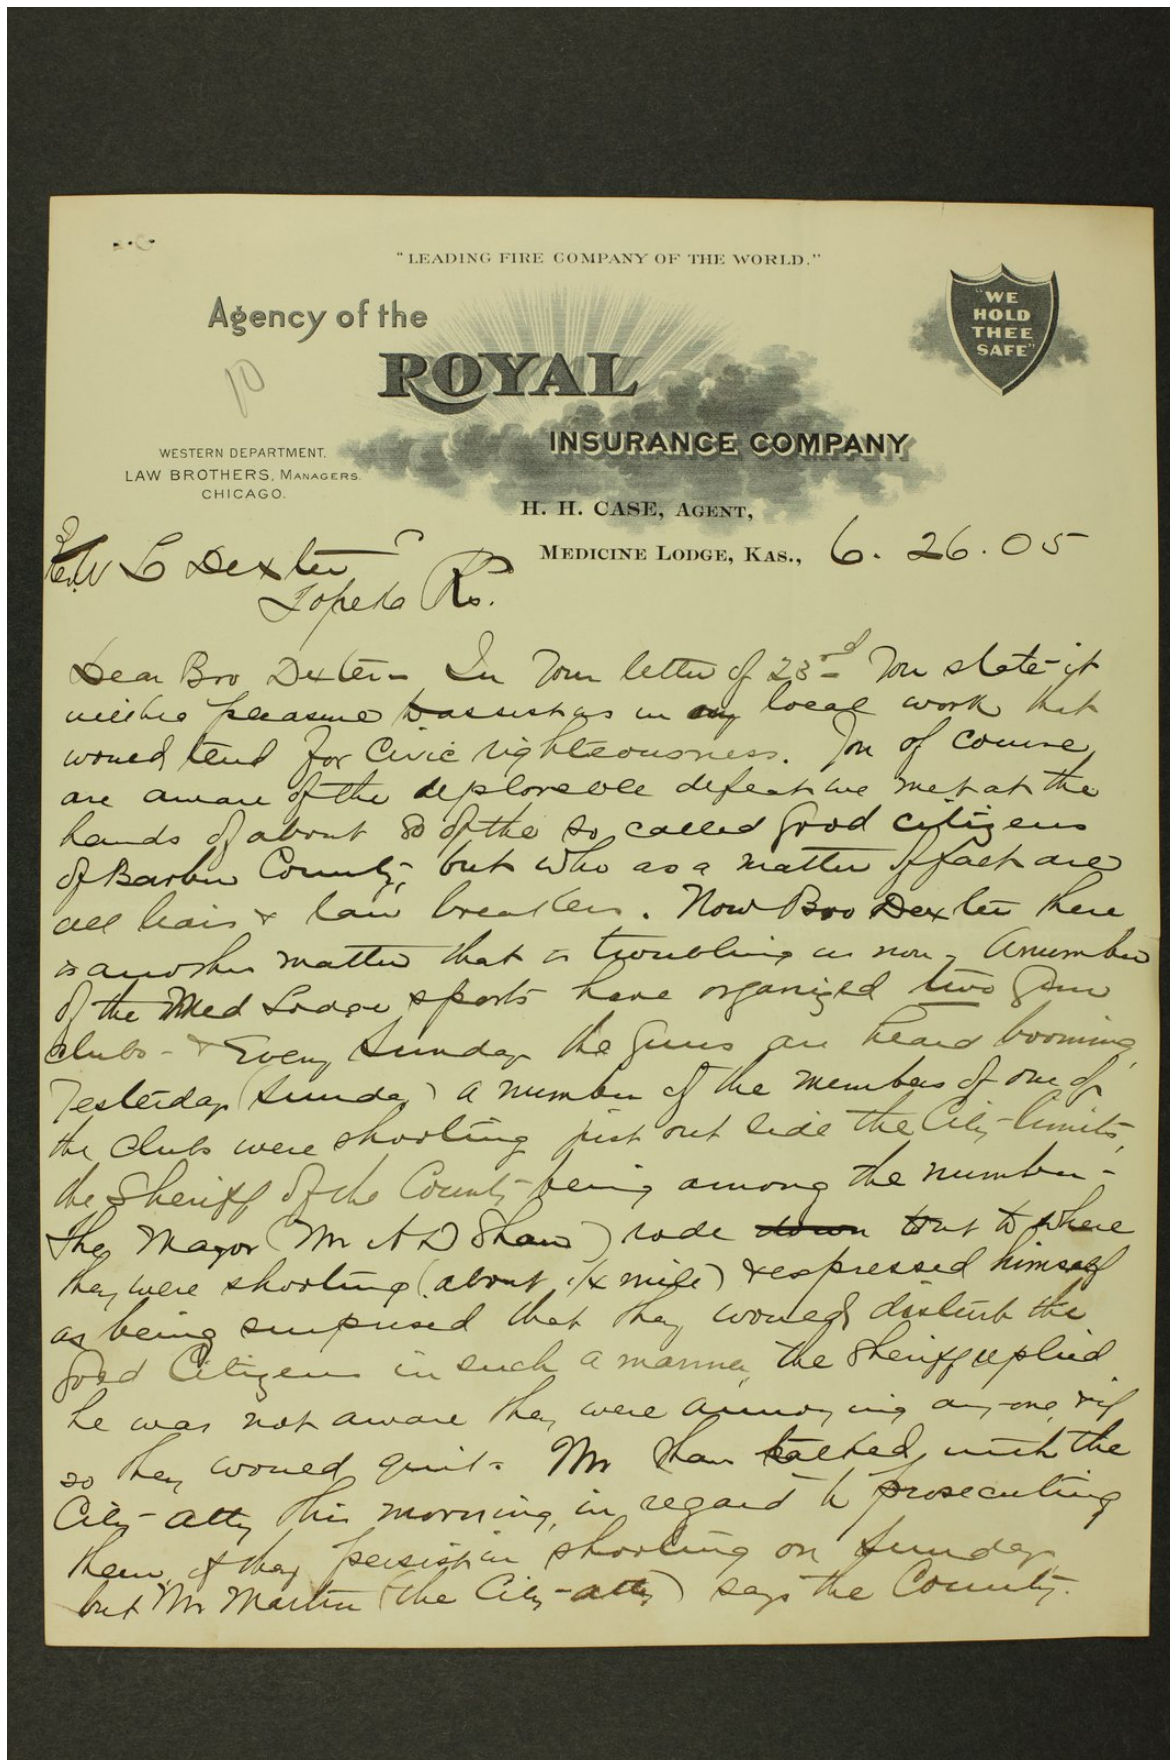 "LEADING FIRE COMPANY OF THE WORLD."
Agency of the
ROYAL
INSURANCE COMPANY
"WE
HOLD
THEE
SAFE"
10
WESTERN DEPARTMENT.
LAW BROTHERS, MANAGERS.
CHICAGO.
H. H. CASE, AGENT,
MEDICINE LODGE, KAS., 6.26.05
Dexter
Topeka Ks.
Dear Bro Dexter - In Your letter of 23rd You state it
will be pleasure to assist us in any local work that
would tend for Civic righteousness. You of course,
are aware of the deploreable defeat we met at the
hands of about 80 of the so called good citizens
of Barber County, but who as a matter of fact are
all liars & law breakers. Now Bro Dexter here
is another matter that is troubling us now - A number
of the Med Lodge sports have organized two Gun
clubs - & Every Sunday the Guns are heard booming,
Yesterday (Sunday) a number of the members of one of
the clubs were shooting just out side the City limits,
the Sheriff of the County being among the number -
the Mayor (Mr A D Shaw) rode down out to where
they were shooting (about 1/4 mile) & expressed himself
as being surprised that they would disturb the
good Citizens in such a manner, the Sheriff replied
he was not aware they were annoying any one, & if
so they would quit - Mr Shaw talked with the
City atty this morning, in regard to prosecuting
them, if they persist in shooting on Sunday,
but Mr Martin (the City atty) says the County.